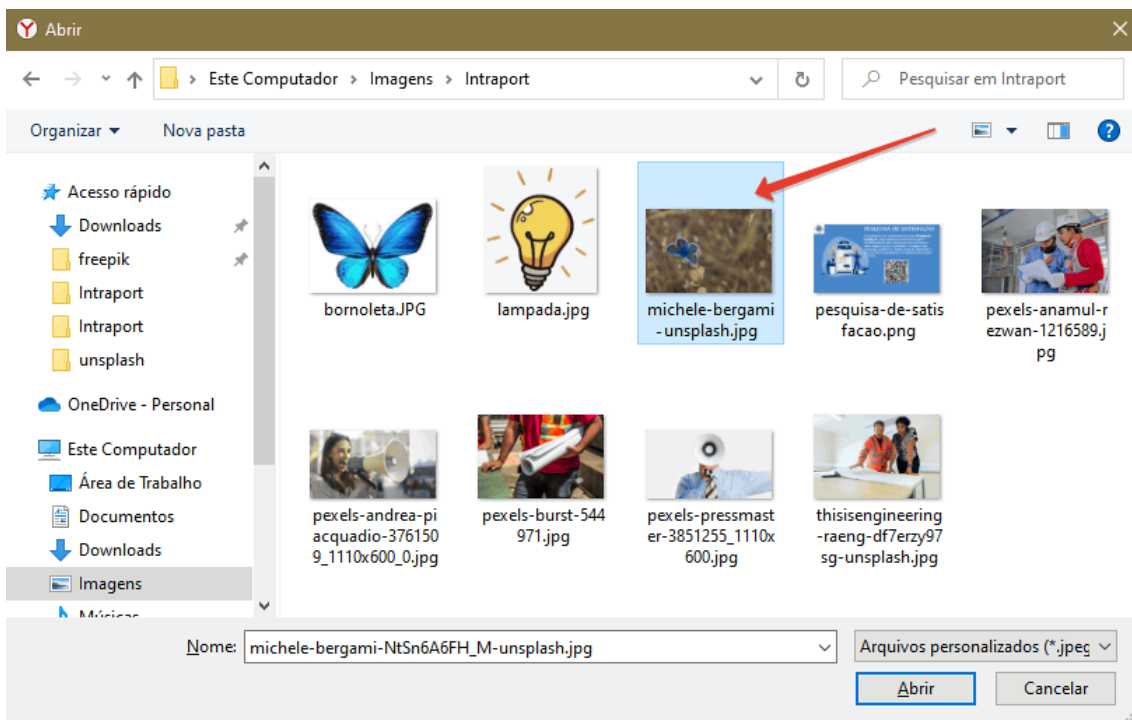 Abrir
Este Computador > Imagens > Intraport
Pesquisar em Intraport
Organizar
Nova pasta
Acesso rápido
Downloads
freepik
Intraport
Intraport
unsplash
OneDrive - Personal
Este Computador
Área de Trabalho
Documentos
Downloads
Imagens
Músicas
bornoleta.JPG
lampada.jpg
michele-bergami
-unsplash.jpg
pesquisa-de-satis
facao.png
pexels-anamul-r
ezwan-1216589.j
pg
PESQUISA DE SATISFAÇÃO
pexels-andrea-pi
acquadio-376150
9_1110x600_0.jpg
pexels-burst-544
971.jpg
pexels-pressmast
er-3851255_1110x
600.jpg
thisisengineering
-raeng-df7erzy97
sg-unsplash.jpg
Nome: michele-bergami-NtSn6A6FH_M-unsplash.jpg
Arquivos personalizados (*.jpeg
Abrir
Cancelar